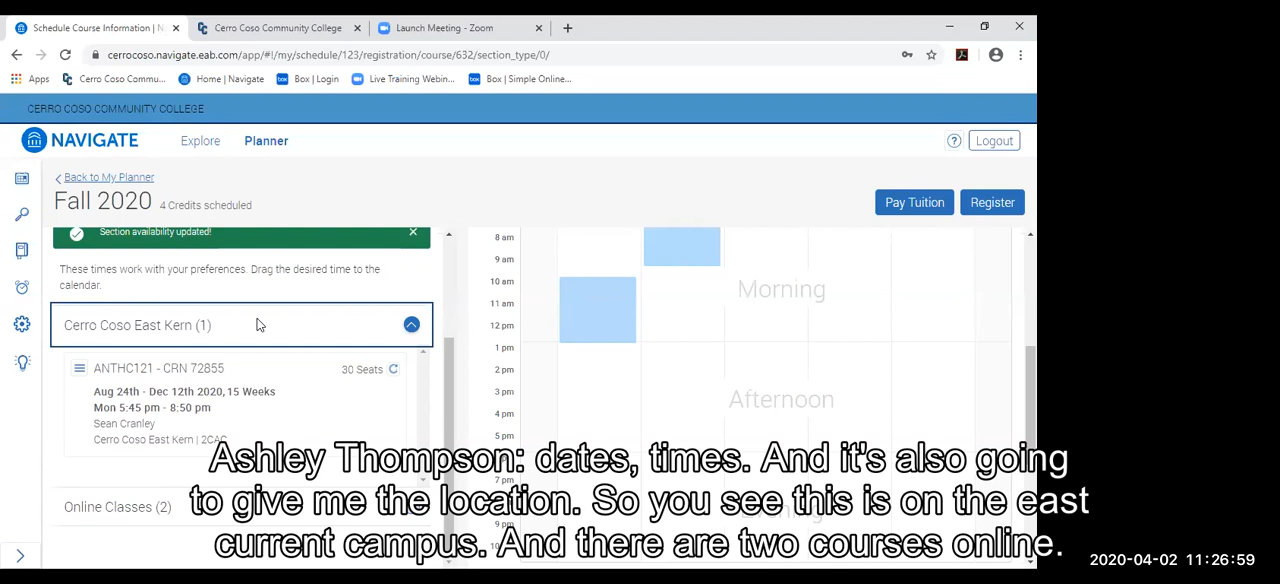 Schedule Course Information | N
Cerro Coso Community College
Launch Meeting - Zoom
cerrocoso.navigate.eab.com/app/#!/my/schedule/123/registration/course/632/section_type/0/
Apps
Cerro Coso Commu...
Home | Navigate
Box | Login
Live Training Webin...
Box | Simple Online...
CERRO COSO COMMUNITY COLLEGE
NAVIGATE
Explore
Planner
Logout
Back to My Planner
Fall 2020
4 Credits scheduled
Pay Tuition
Register
Section availability updated!
These times work with your preferences. Drag the desired time to the
calendar.
Cerro Coso East Kern (1)
ANTHC121 - CRN 72855
30 Seats
Aug 24th - Dec 12th 2020, 15 Weeks
Mon 5:45 pm - 8:50 pm
Sean Cranley
Cerro Coso East Kern | 2CAC
Online Classes (2)
8 am
9 am
10 am
11 am
12 pm
1 pm
2 pm
3 pm
4 pm
5 pm
7 pm
9 pm
Morning
Afternoon
Ashley Thompson: dates, times. And it's also going
to give me the location. So you see this is on the east
current campus. And there are two courses online.
2020-04-02 11:26:59